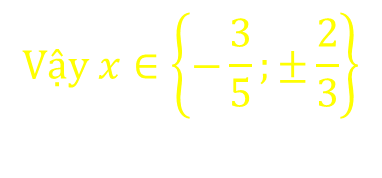 Vậy x ∈ {−3/5; ±2/3}